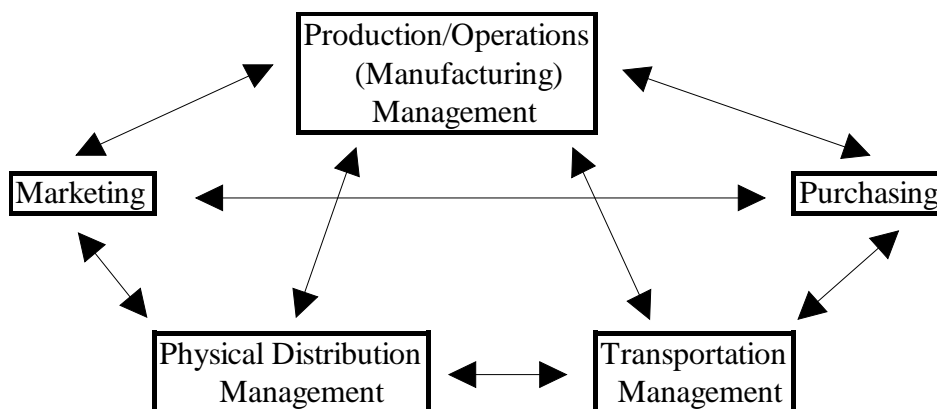 Production/Operations
(Manufacturing)
Management
Marketing
Purchasing
Physical Distribution
Management
Transportation
Management